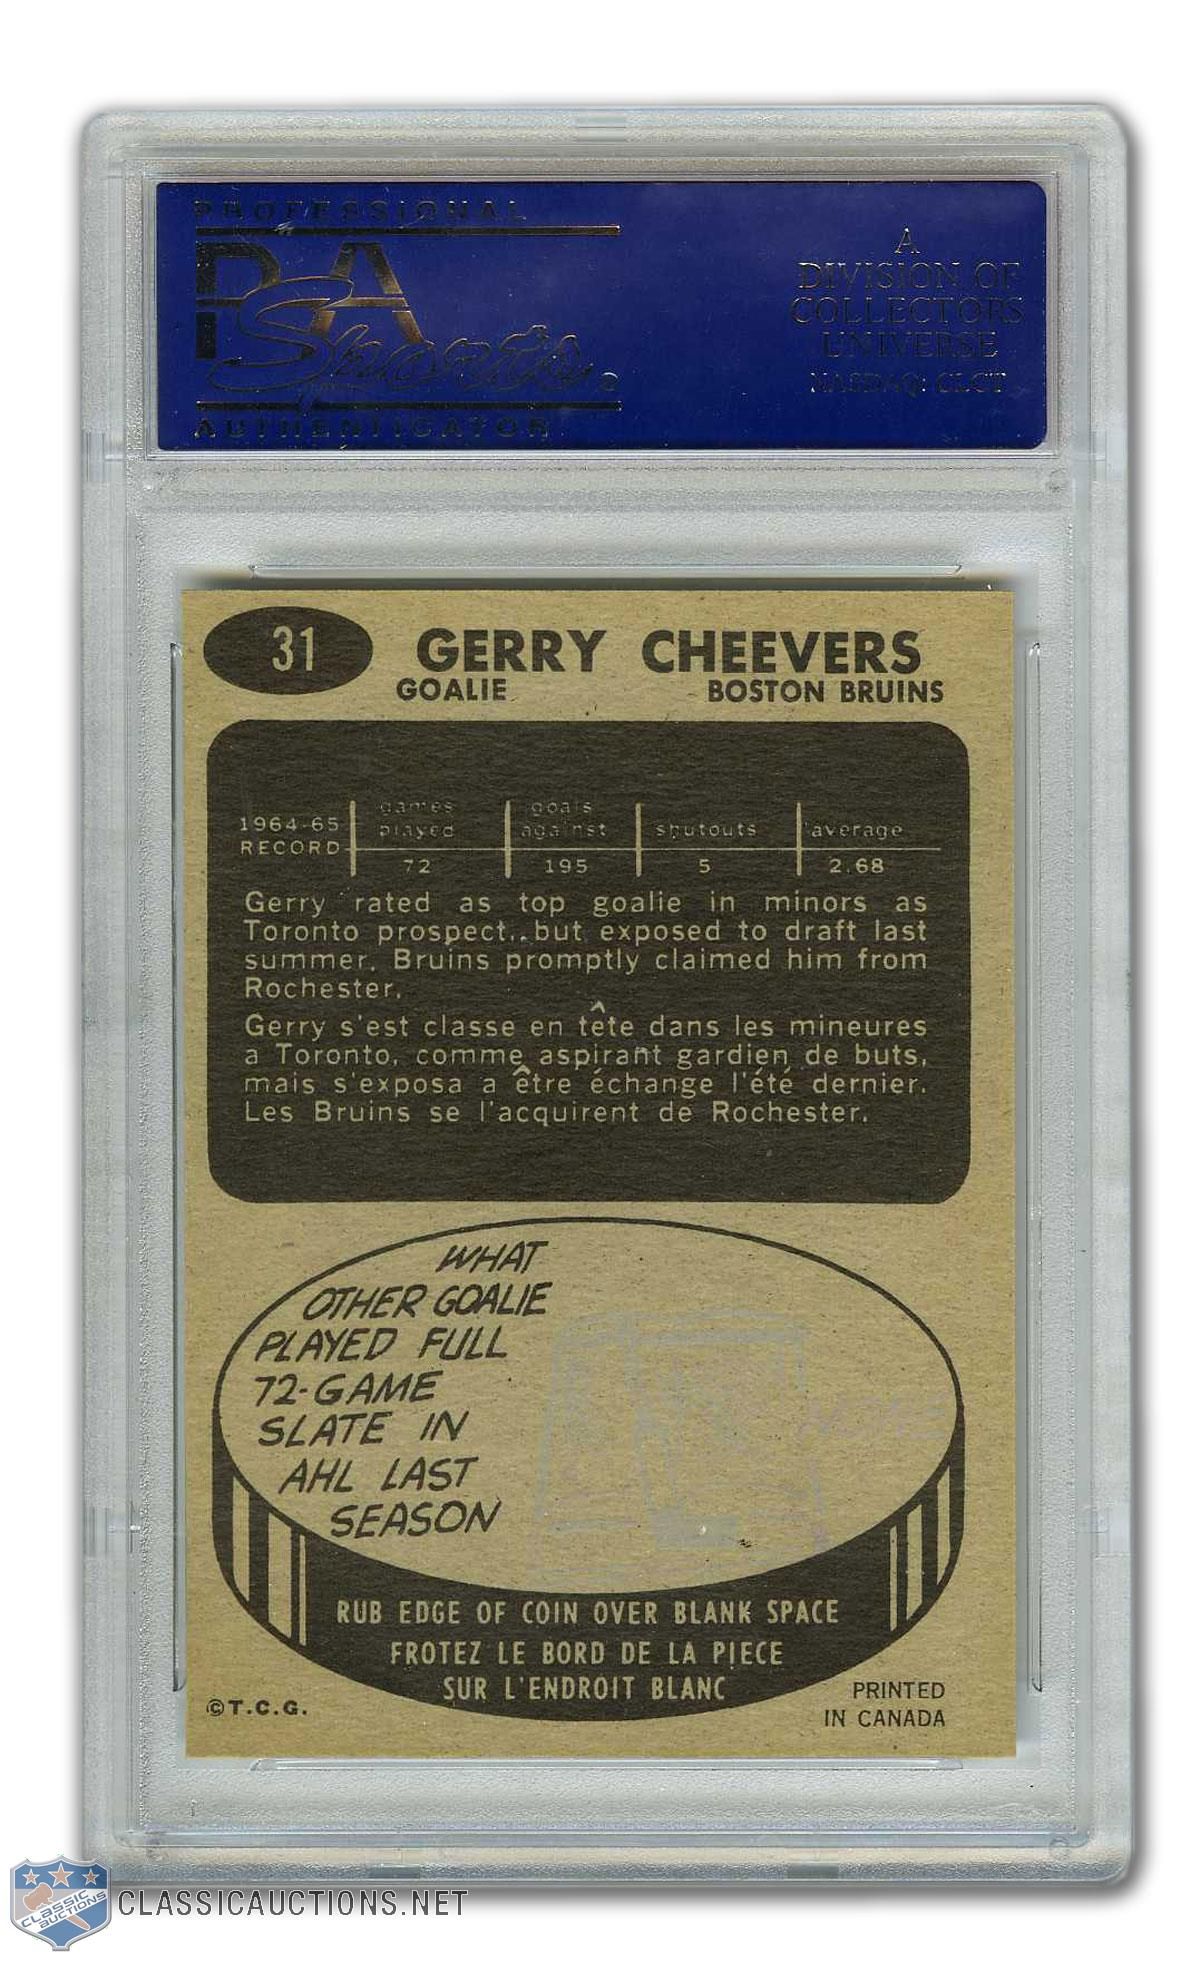 PROFESSIONAL
PSA Sports®
AUTHENTICATOR
A
DIVISION OF
COLLECTORS
UNIVERSE
NASDAQ: CLCT
31 GERRY CHEEVERS
GOALIE BOSTON BRUINS
1964-65 RECORD
games played goals against shutouts average
72 195 5 2.68
Gerry rated as top goalie in minors as
Toronto prospect...but exposed to draft last
summer. Bruins promptly claimed him from
Rochester.
Gerry s'est classe en tête dans les mineures
a Toronto, comme aspirant gardien de buts,
mais s'exposa a être échange l'été dernier.
Les Bruins se l'acquirent de Rochester.
WHAT
OTHER GOALIE
PLAYED FULL
72-GAME
SLATE IN
AHL LAST
SEASON
RUB EDGE OF COIN OVER BLANK SPACE
FROTEZ LE BORD DE LA PIECE
SUR L'ENDROIT BLANC
©T.C.G.
PRINTED
IN CANADA
CLASSIC
AUCTIONS
CLASSICAUCTIONS.NET